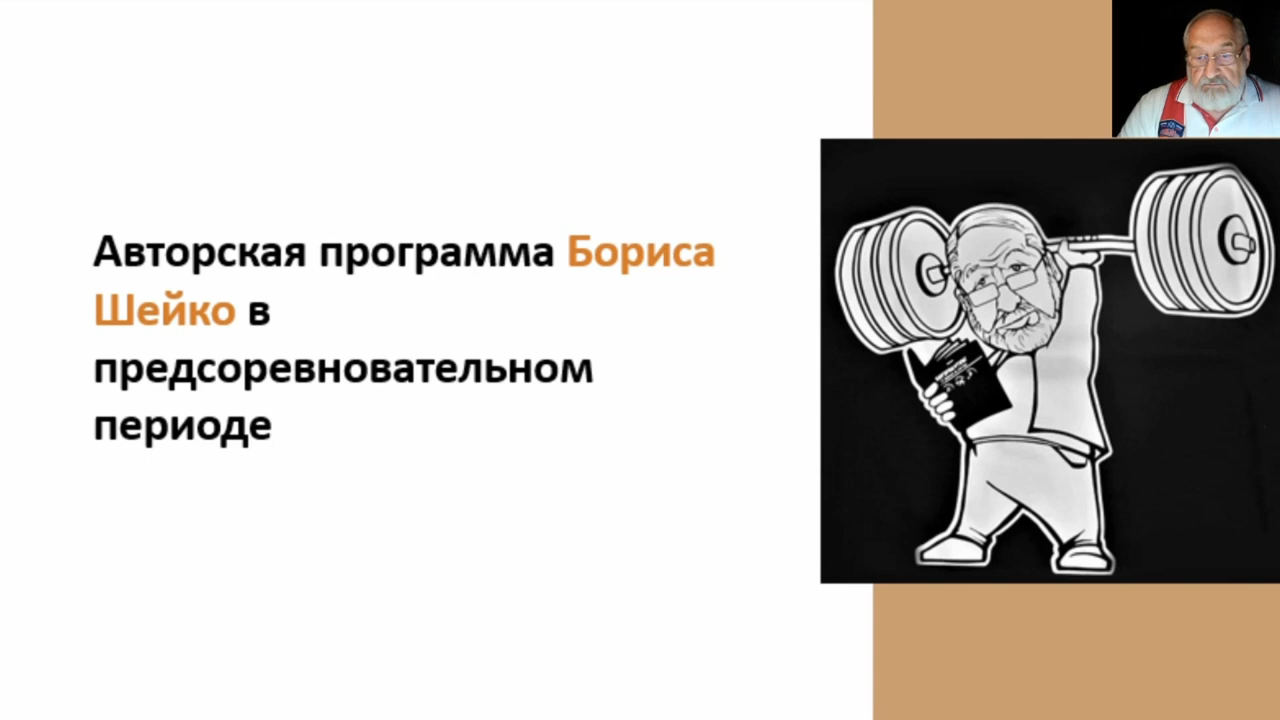 Авторская программа Бориса
Шейко в
предсоревновательном
периоде